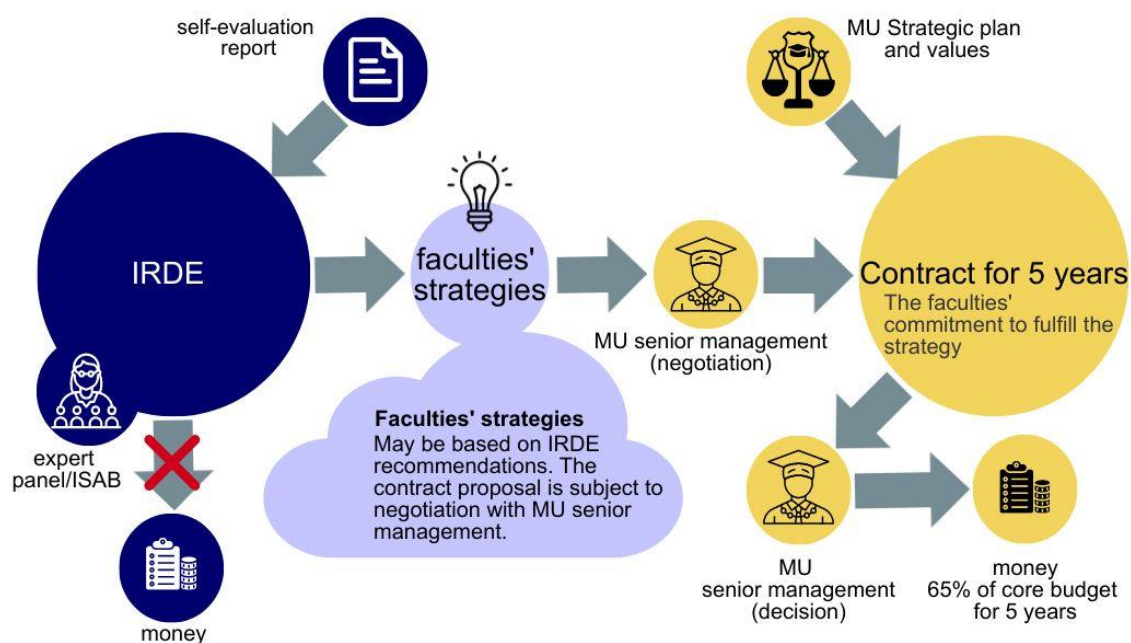 self-evaluation
report
MU Strategic plan
and values
IRDE
faculties'
strategies
Contract for 5 years
The faculties'
commitment to fulfill the
strategy
MU senior management
(negotiation)
Faculties' strategies
May be based on IRDE
recommendations. The
contract proposal is subject to
negotiation with MU senior
management.
expert
panel/ISAB
money
MU
senior management
(decision)
money
65% of core budget
for 5 years